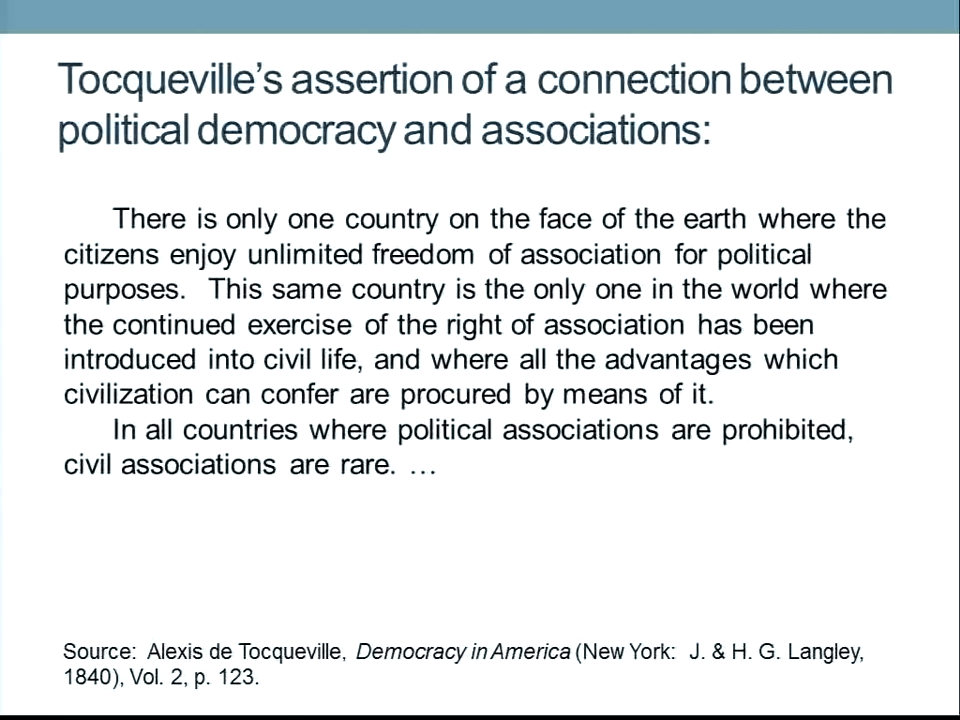 Tocqueville’s assertion of a connection between
political democracy and associations:
There is only one country on the face of the earth where the
citizens enjoy unlimited freedom of association for political
purposes. This same country is the only one in the world where
the continued exercise of the right of association has been
introduced into civil life, and where all the advantages which
civilization can confer are procured by means of it.
In all countries where political associations are prohibited,
civil associations are rare. …
Source: Alexis de Tocqueville, Democracy in America (New York: J. & H. G. Langley,
1840), Vol. 2, p. 123.